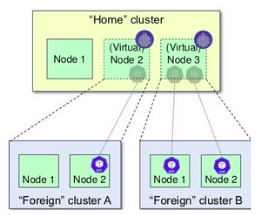 “Home” cluster
Node 1
(Virtual)
Node 2
(Virtual)
Node 3
Node 1
Node 2
“Foreign” cluster A
Node 1
Node 2
“Foreign” cluster B